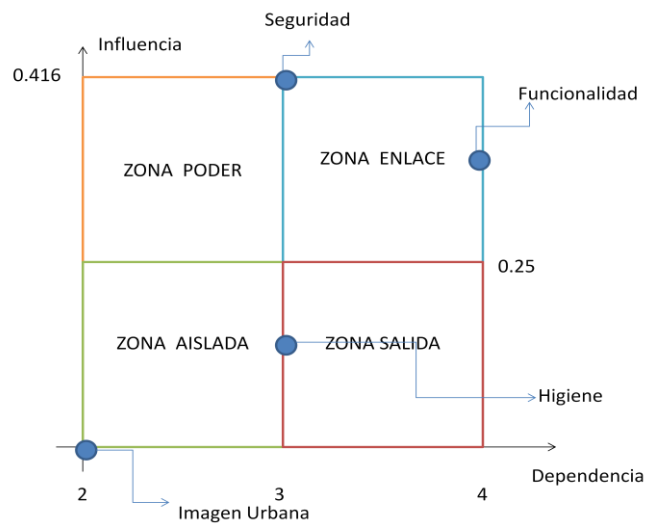 Seguridad
Influencia
0.416
Funcionalidad
ZONA PODER
ZONA ENLACE
0.25
ZONA AISLADA
ZONA SALIDA
Higiene
Dependencia
2
3
4
Imagen Urbana